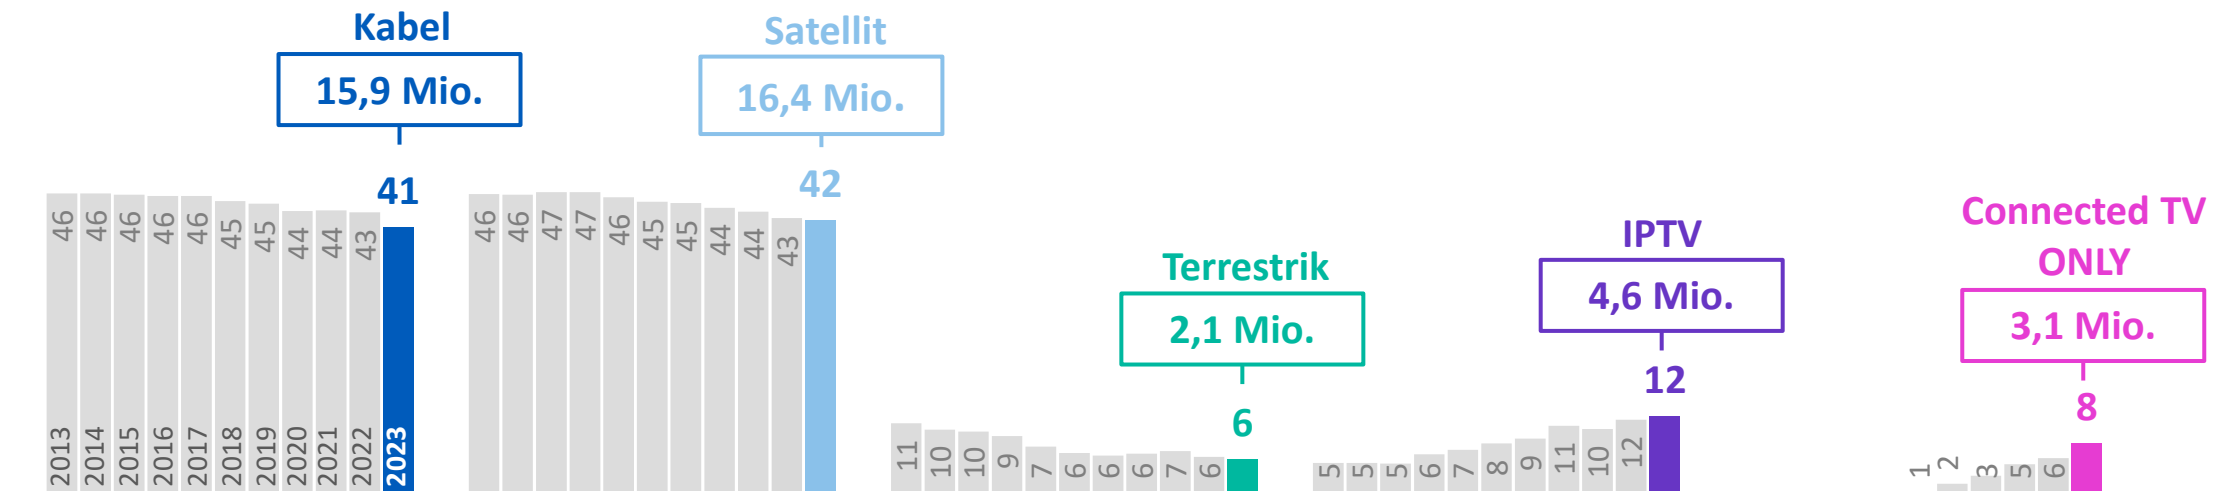 Kabel
15,9 Mio.
41
46 46 46 46 46 45 45 44 44 43
2013 2014 2015 2016 2017 2018 2019 2020 2021 2022 2023
Satellit
16,4 Mio.
42
46 46 47 47 46 45 45 44 44 43
Terrestrik
2,1 Mio.
6
11 10 10 9 7 6 6 6 7 6
IPTV
4,6 Mio.
12
5 5 5 6 7 8 9 11 10 12
Connected TV
ONLY
3,1 Mio.
8
1 2 3 5 6